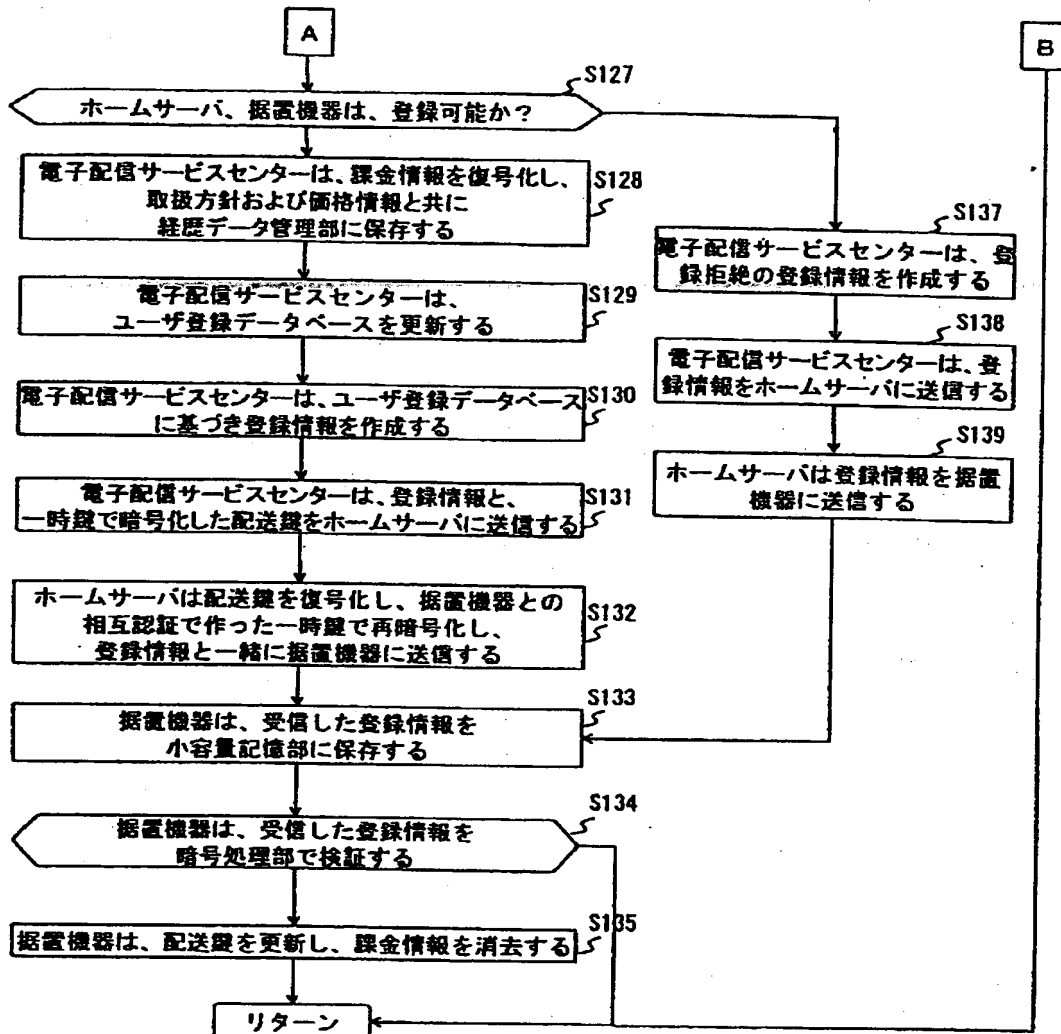 A
B
S127
ホームサーバ、据置機器は、登録可能か?
電子配信サービスセンターは、課金情報を復号化し、
取扱方針および価格情報と共に
経歴データ管理部に保存する
S128
電子配信サービスセンターは、
ユーザ登録データベースを更新する
S129
電子配信サービスセンターは、ユーザ登録データベース
に基づき登録情報を作成する
S130
電子配信サービスセンターは、登録情報と、
一時鍵で暗号化した配送鍵をホームサーバに送信する
S131
ホームサーバは配送鍵を復号化し、据置機器との
相互認証で作った一時鍵で再暗号化し、
登録情報と一緒に据置機器に送信する
S132
S133
据置機器は、受信した登録情報を
小容量記憶部に保存する
S134
据置機器は、受信した登録情報を
暗号処理部で検証する
S135
据置機器は、配送鍵を更新し、課金情報を消去する
リターン
S137
電子配信サービスセンターは、登
録拒絶の登録情報を作成する
S138
電子配信サービスセンターは、登
録情報をホームサーバに送信する
S139
ホームサーバは登録情報を据置
機器に送信する